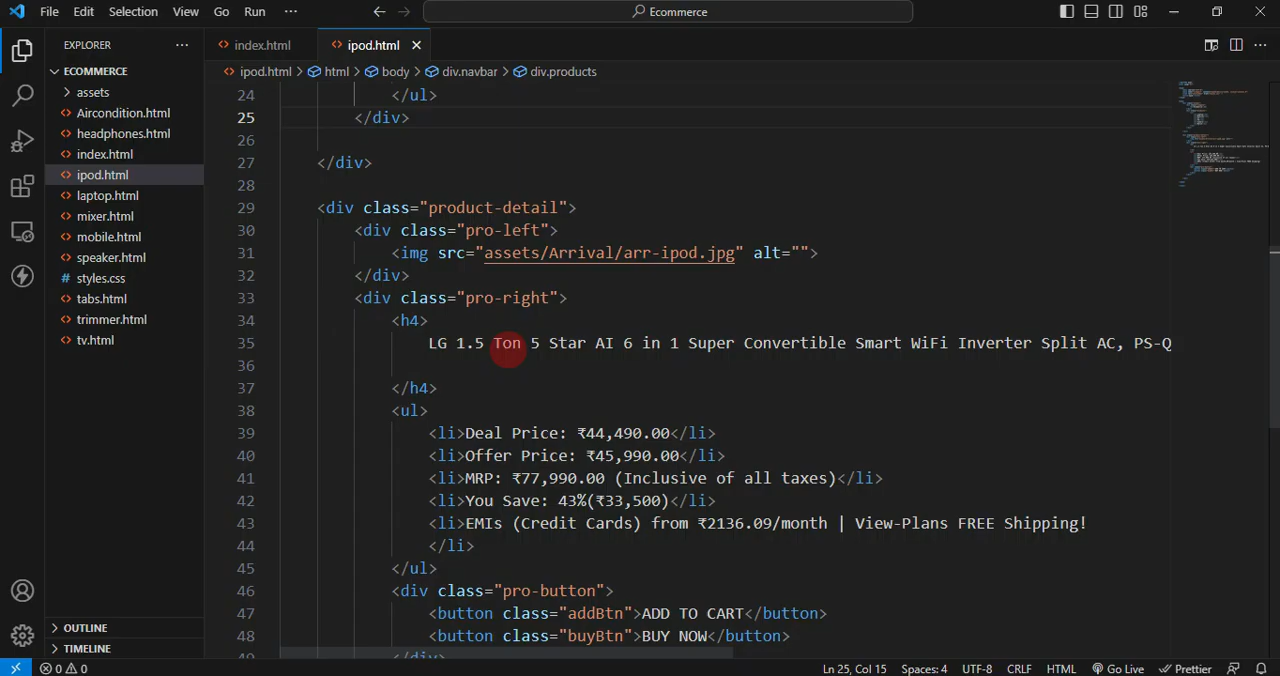 File Edit Selection View Go Run ··· Ecommerce
EXPLORER ···
index.html
ipod.html
ECOMMERCE
ipod.html > html > body > div.navbar > div.products
assets
Aircondition.html
headphones.html
index.html
ipod.html
laptop.html
mixer.html
mobile.html
speaker.html
styles.css
tabs.html
trimmer.html
tv.html
OUTLINE
TIMELINE
24 </ul>
25 </div>
26
27 </div>
28
29 <div class="product-detail">
30 <div class="pro-left">
31 <img src="assets/Arrival/arr-ipod.jpg" alt="">
32 </div>
33 <div class="pro-right">
34 <h4>
35 LG 1.5 Ton 5 Star AI 6 in 1 Super Convertible Smart WiFi Inverter Split AC, PS-Q
36
37 </h4>
38 <ul>
39 <li>Deal Price: ₹44,490.00</li>
40 <li>Offer Price: ₹45,990.00</li>
41 <li>MRP: ₹77,990.00 (Inclusive of all taxes)</li>
42 <li>You Save: 43%(₹33,500)</li>
43 <li>EMIs (Credit Cards) from ₹2136.09/month | View-Plans FREE Shipping!
44 </li>
45 </ul>
46 <div class="pro-button">
47 <button class="addBtn">ADD TO CART</button>
48 <button class="buyBtn">BUY NOW</button>
49 </div>
0 0 Ln 25, Col 15 Spaces: 4 UTF-8 CRLF HTML Go Live Prettier